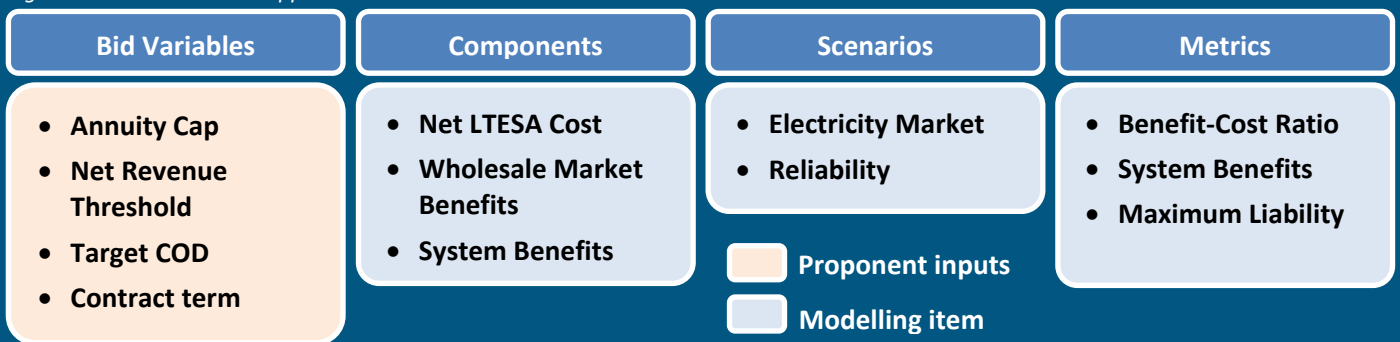 Bid Variables
• Annuity Cap
• Net Revenue
Threshold
• Target COD
• Contract term
Components
• Net LTESA Cost
• Wholesale Market
Benefits
• System Benefits
Scenarios
• Electricity Market
• Reliability
Proponent inputs
Modelling item
Metrics
• Benefit-Cost Ratio
• System Benefits
• Maximum Liability